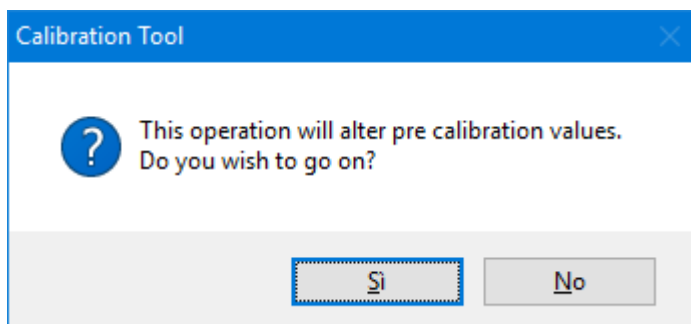 Calibration Tool
This operation will alter pre calibration values.
Do you wish to go on?
Sì
No